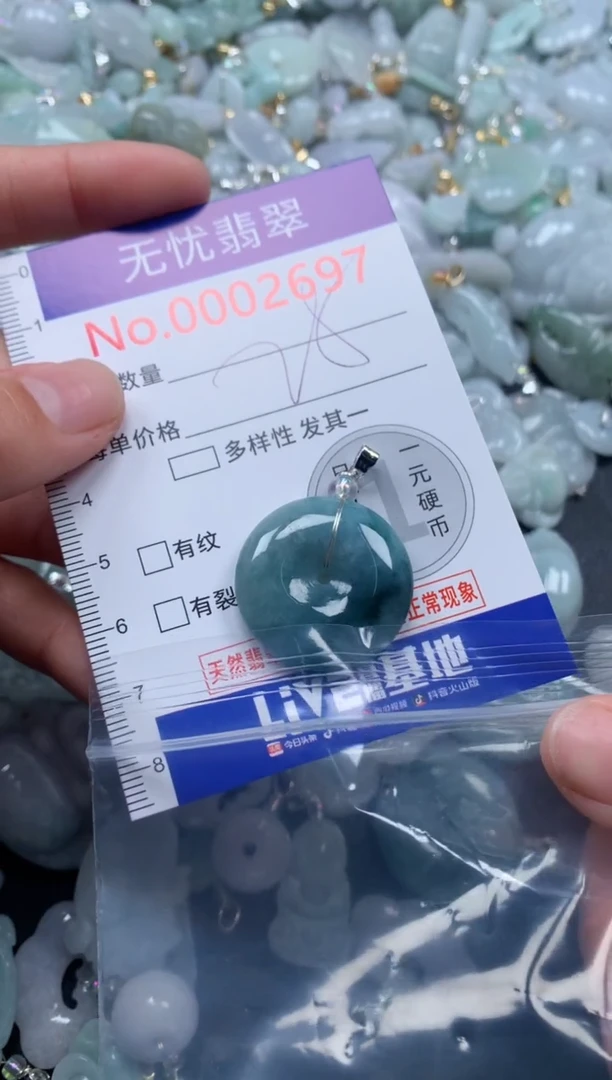 无忧翡翠
No.0002697
0
1
数量
每单价格
多样性 发其一
一元硬币
4
5
有纹
6
有裂
天然翡
正常现象
7
LiVE
基地
8
今日头条
抖音火山版